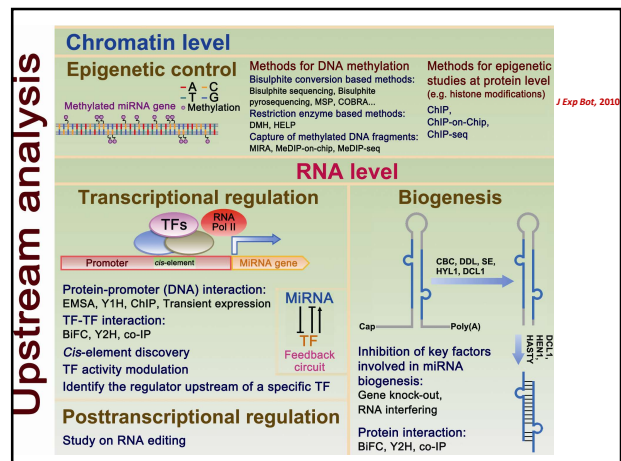 Upstream analysis
Chromatin level
Epigenetic control
A C
T G
Methylation
Methylated miRNA gene
Methods for DNA methylation
Bisulphite conversion based methods:
Bisulphite sequencing, Bisulphite
pyrosequencing, MSP, COBRA...
Restriction enzyme based methods:
DMH, HELP
Capture of methylated DNA fragments:
MIRA, MeDIP-on-chip, MeDIP-seq
Methods for epigenetic
studies at protein level
(e.g. histone modifications)
ChIP,
ChIP-on-Chip,
ChIP-seq
J Exp Bot, 2010
RNA level
Transcriptional regulation
TFs
RNA
Pol II
Promoter
cis-element
MiRNA gene
Protein-promoter (DNA) interaction:
EMSA, Y1H, ChIP, Transient expression
TF-TF interaction:
BiFC, Y2H, co-IP
Cis-element discovery
TF activity modulation
Identify the regulator upstream of a specific TF
MiRNA
TF
Feedback
circuit
Posttranscriptional regulation
Study on RNA editing
Biogenesis
CBC, DDL, SE,
HYL1, DCL1
Cap
Poly(A)
DCL1,
HEN1,
HASTY
Inhibition of key factors
involved in miRNA
biogenesis:
Gene knock-out,
RNA interfering
Protein interaction:
BiFC, Y2H, co-IP